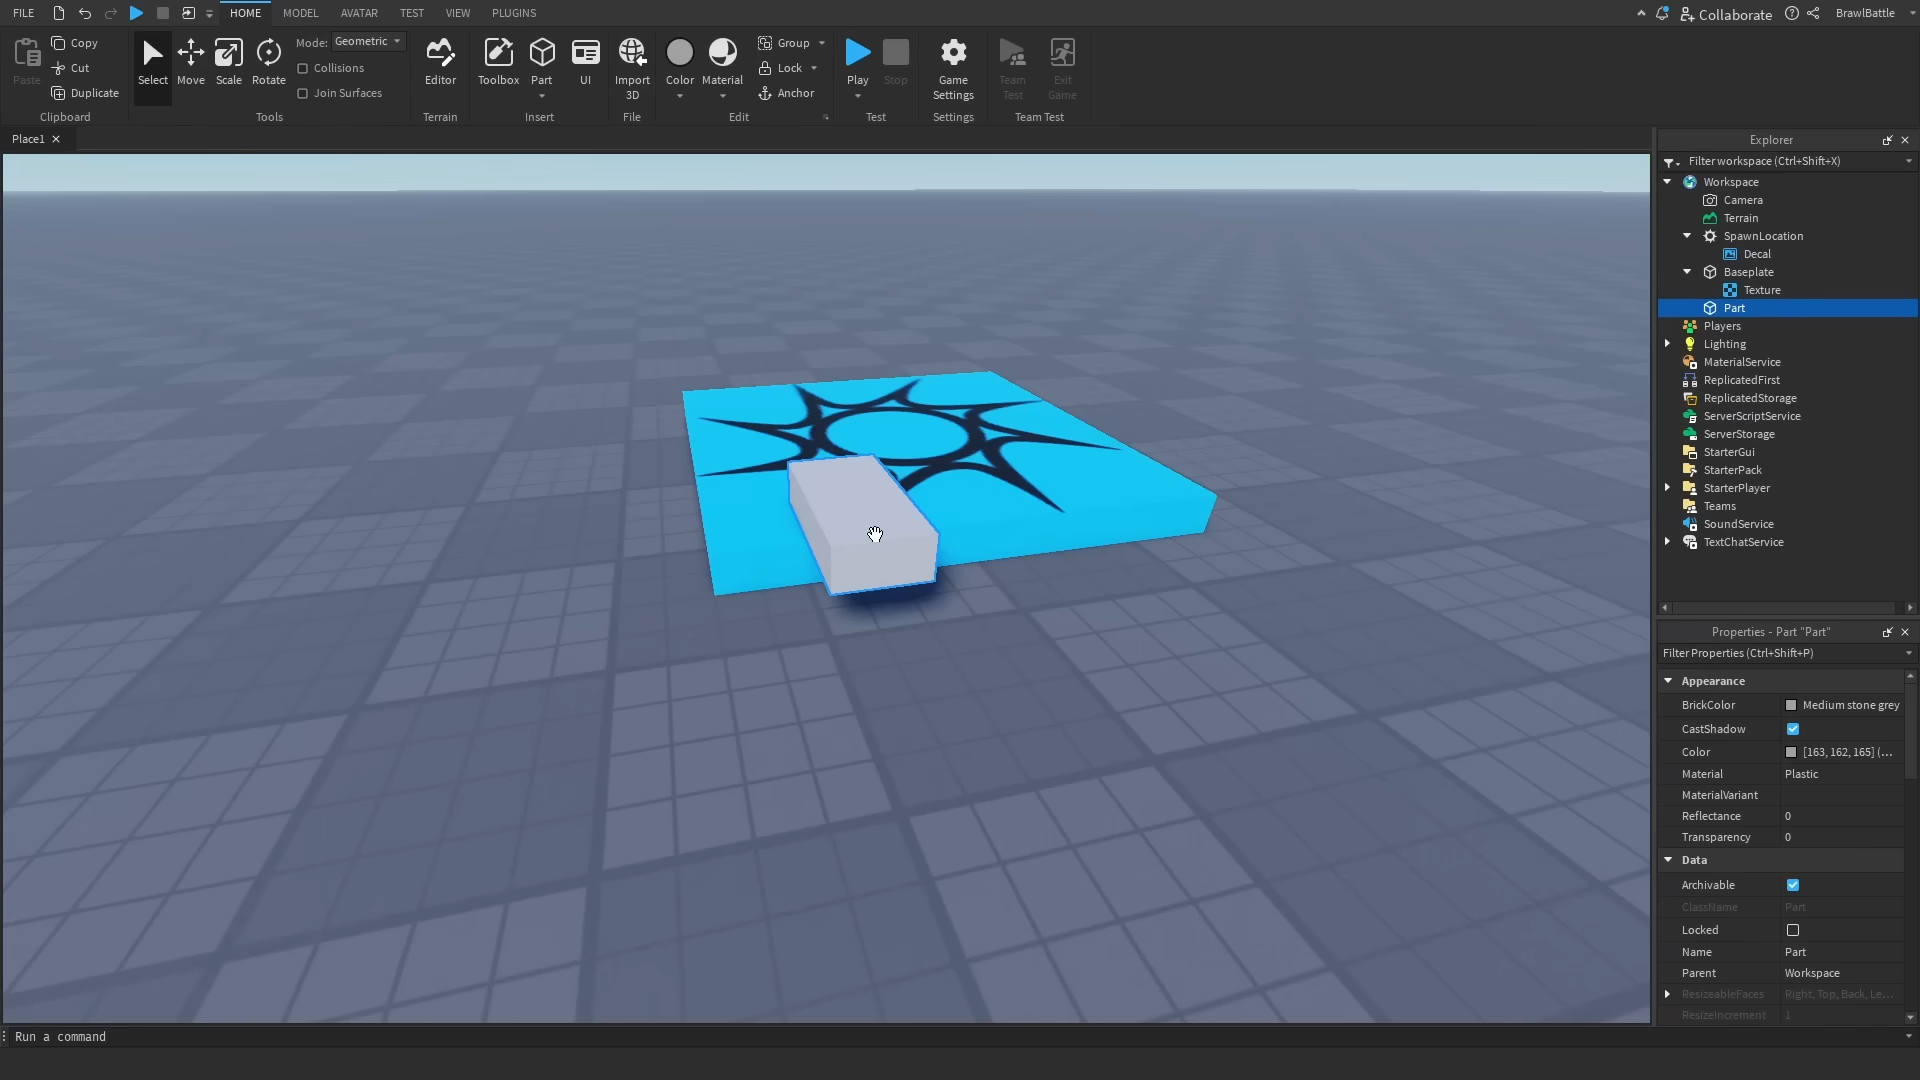 FILE HOME MODEL AVATAR TEST VIEW PLUGINS Collaborate BrawlBattle
Paste Copy Cut Duplicate
Clipboard
Select Move Scale Rotate
Mode: Geometric
Collisions
Join Surfaces
Tools
Editor
Terrain
Toolbox Part UI
Insert
Import 3D
File
Color Material
Group
Lock
Anchor
Edit
Play Stop
Test
Game Settings
Settings
Team Test
Exit Game
Team Test
Place1
Explorer
Filter workspace (Ctrl+Shift+X)
Workspace
Camera
Terrain
SpawnLocation
Decal
Baseplate
Texture
Part
Players
Lighting
MaterialService
ReplicatedFirst
ReplicatedStorage
ServerScriptService
ServerStorage
StarterGui
StarterPack
StarterPlayer
Teams
SoundService
TextChatService
Properties - Part "Part"
Filter Properties (Ctrl+Shift+P)
Appearance
BrickColor Medium stone grey
CastShadow
Color [163, 162, 165] (...
Material Plastic
MaterialVariant
Reflectance 0
Transparency 0
Data
Archivable
ClassName Part
Locked
Name Part
Parent Workspace
ResizeableFaces Right, Top, Back, Le...
ResizeIncrement 1
Run a command